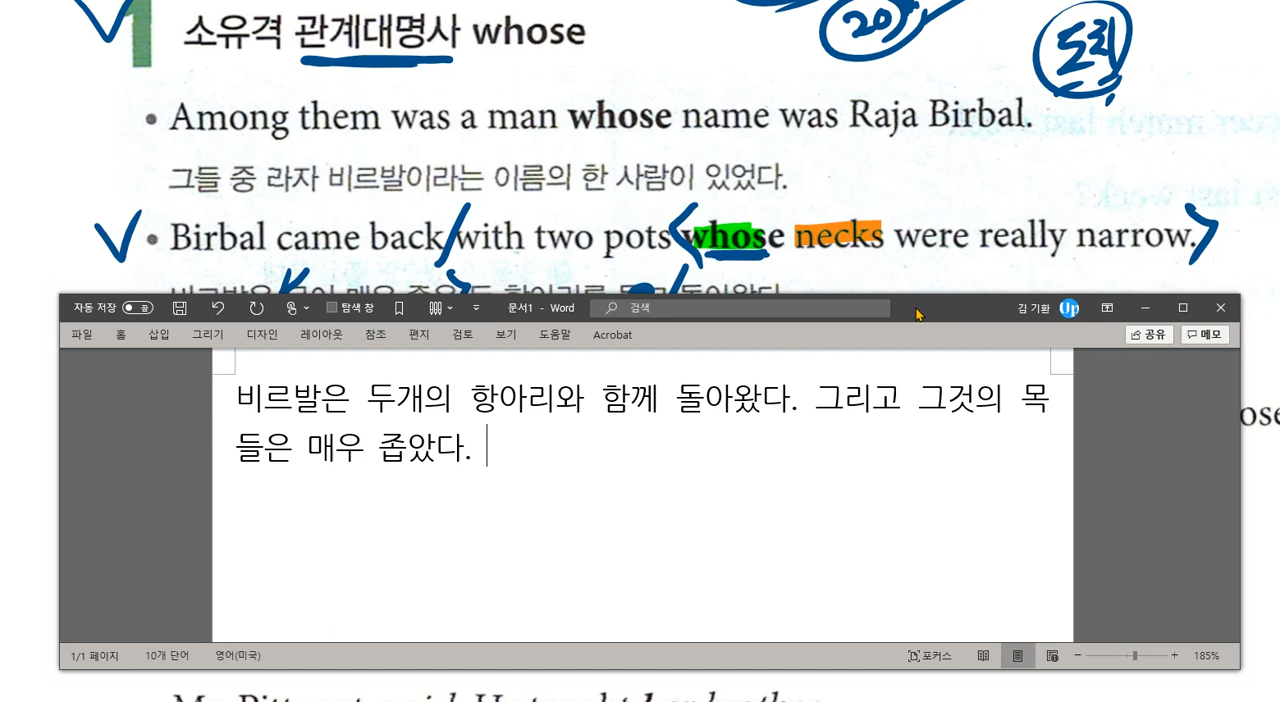 1 소유격 관계대명사 whose
20
도치
• Among them was a man whose name was Raja Birbal.
그들 중 라자 비르발이라는 이름의 한 사람이 있었다.
• Birbal came back with two pots whose necks were really narrow.
자동 저장 끔 탐색 창 문서1 - Word 검색 김 기환 Up
파일 홈 삽입 그리기 디자인 레이아웃 참조 편지 검토 보기 도움말 Acrobat 공유 메모
비르발은 두개의 항아리와 함께 돌아왔다. 그리고 그것의 목
들은 매우 좁았다.
1/1 페이지 10개 단어 영어(미국) 포커스 185%